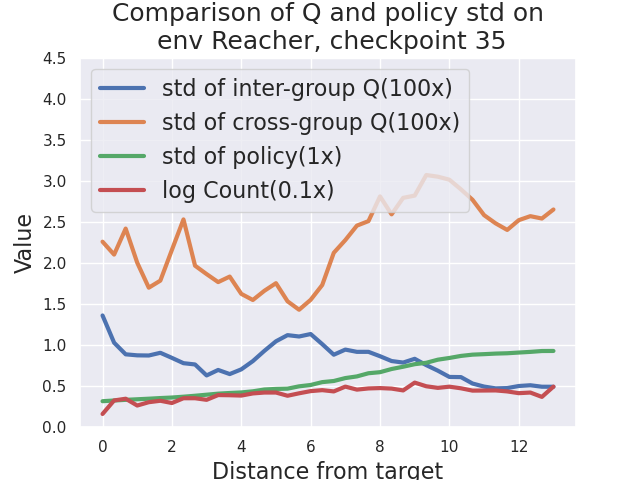 Comparison of Q and policy std on
env Reacher, checkpoint 35
4.5
4.0
3.5
3.0
2.5
2.0
1.5
1.0
0.5
0.0
Value
std of inter-group Q(100x)
std of cross-group Q(100x)
std of policy(1x)
log Count(0.1x)
0 2 4 6 8 10 12
Distance from target